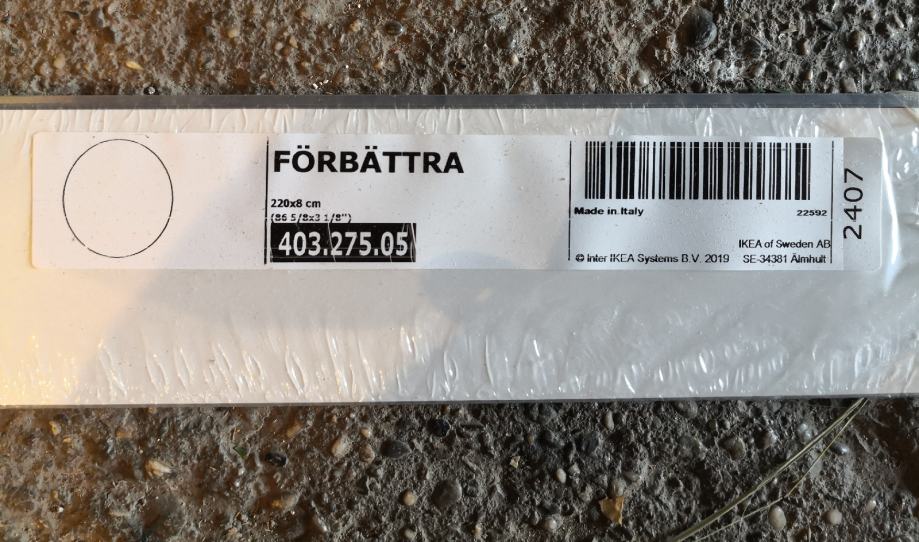 FÖRBÄTTRA
220x8 cm
(86 5/8x3 1/8")
403.275.05
Made in Italy
22592
IKEA of Sweden AB
© Inter IKEA Systems B.V. 2019 SE-34381 Älmhult
2407